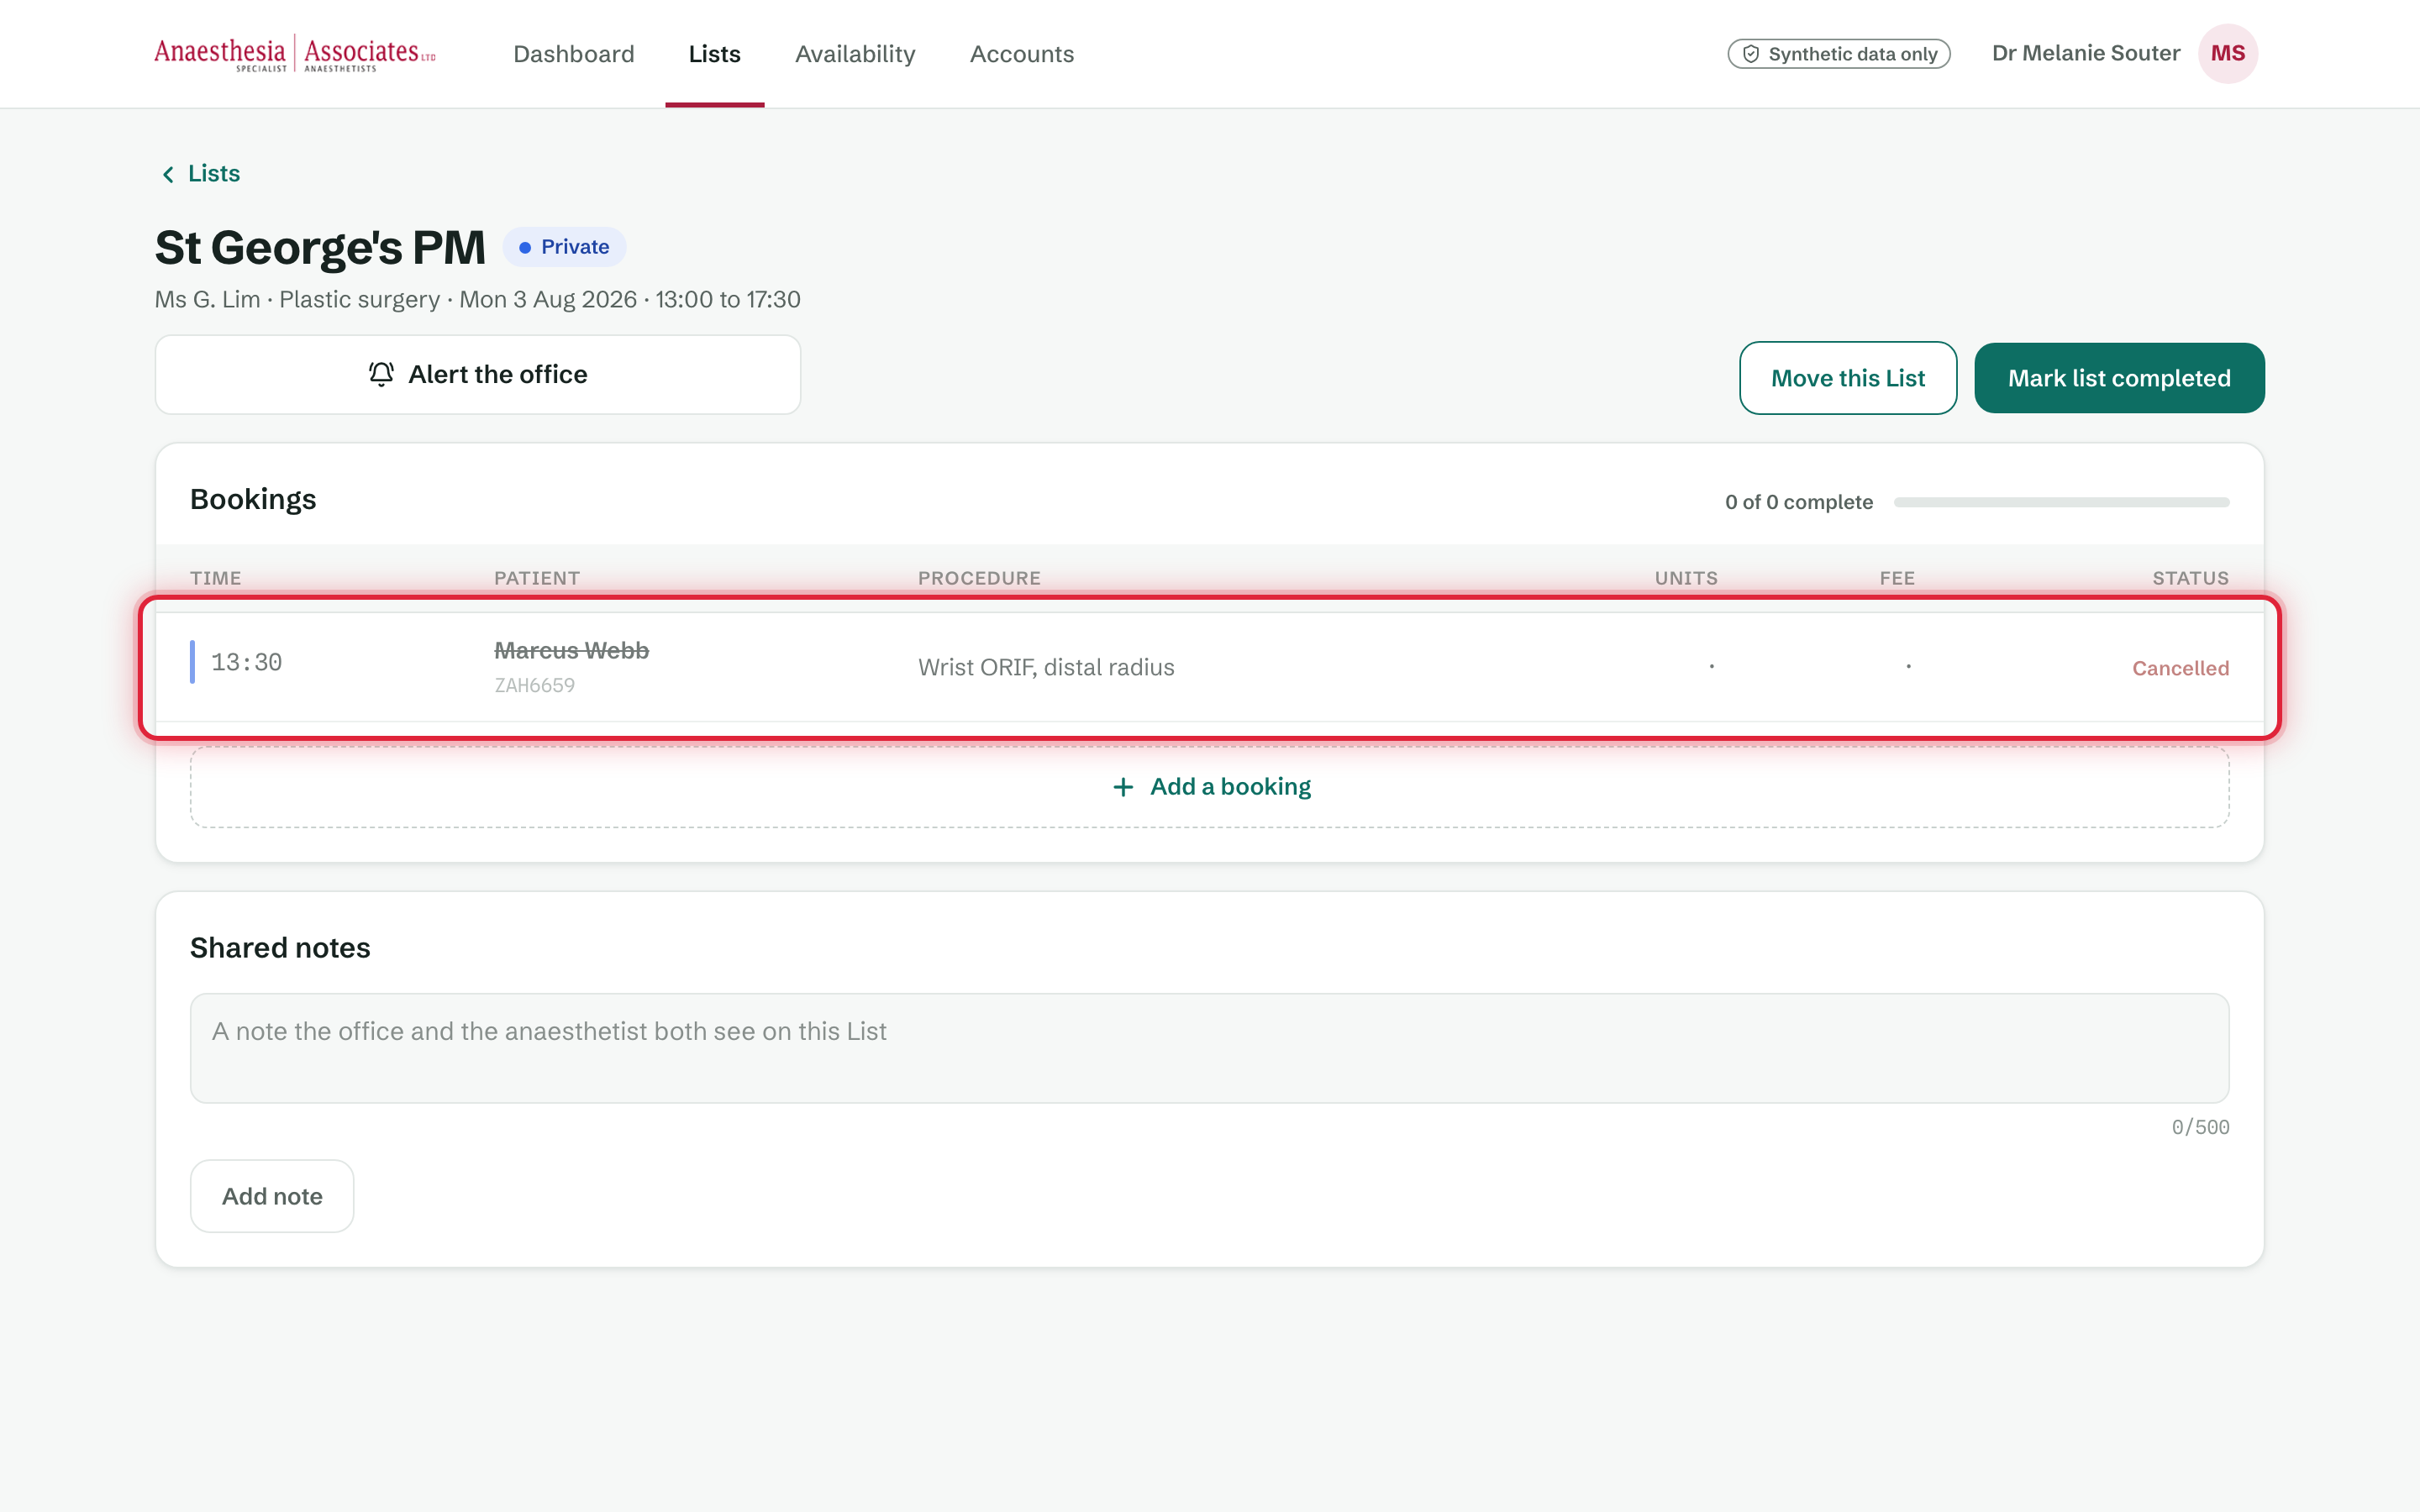 Anaesthesia Associates LTD
SPECIALIST ANAESTHETISTS
Dashboard
Lists
Availability
Accounts
Synthetic data only
Dr Melanie Souter
MS
Lists
St George's PM
Private
Ms G. Lim · Plastic surgery · Mon 3 Aug 2026 · 13:00 to 17:30
Alert the office
Move this List
Mark list completed
Bookings
0 of 0 complete
TIME PATIENT PROCEDURE UNITS FEE STATUS
13:30 Marcus Webb Wrist ORIF, distal radius · · Cancelled
ZAH6659
+ Add a booking
Shared notes
A note the office and the anaesthetist both see on this List
0/500
Add note